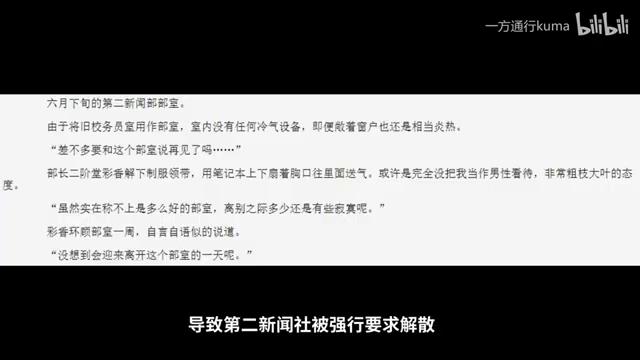 一方通行kuma bilibili
六月下旬的第二新闻部部室。
由于将旧校务员室用作部室，室内没有任何冷气设备，即便敞着窗户也还是相当炎热。
“差不多要和这个部室说再见了吗……”
部长二阶堂彩香解下制服领带，用笔记本上下扇着胸口往里面送气。或许是完全没把我当作男性看待，非常粗枝大叶的态
度。
“虽然实在称不上是多么好的部室，离别之际多少还是有些寂寞呢。”
彩香环顾部室一周，自言自语似的说道。
“没想到会迎来离开这个部室的一天呢。”
导致第二新闻社被强行要求解散